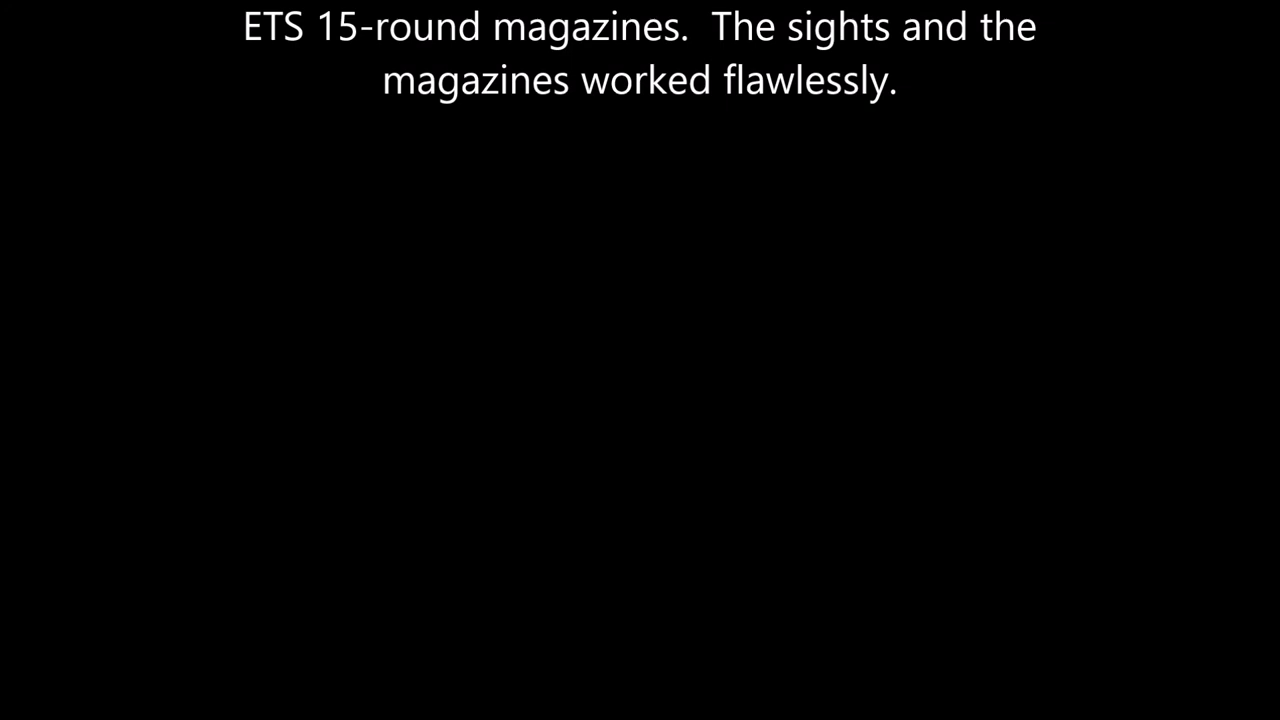 ETS 15-round magazines.  The sights and the
magazines worked flawlessly.